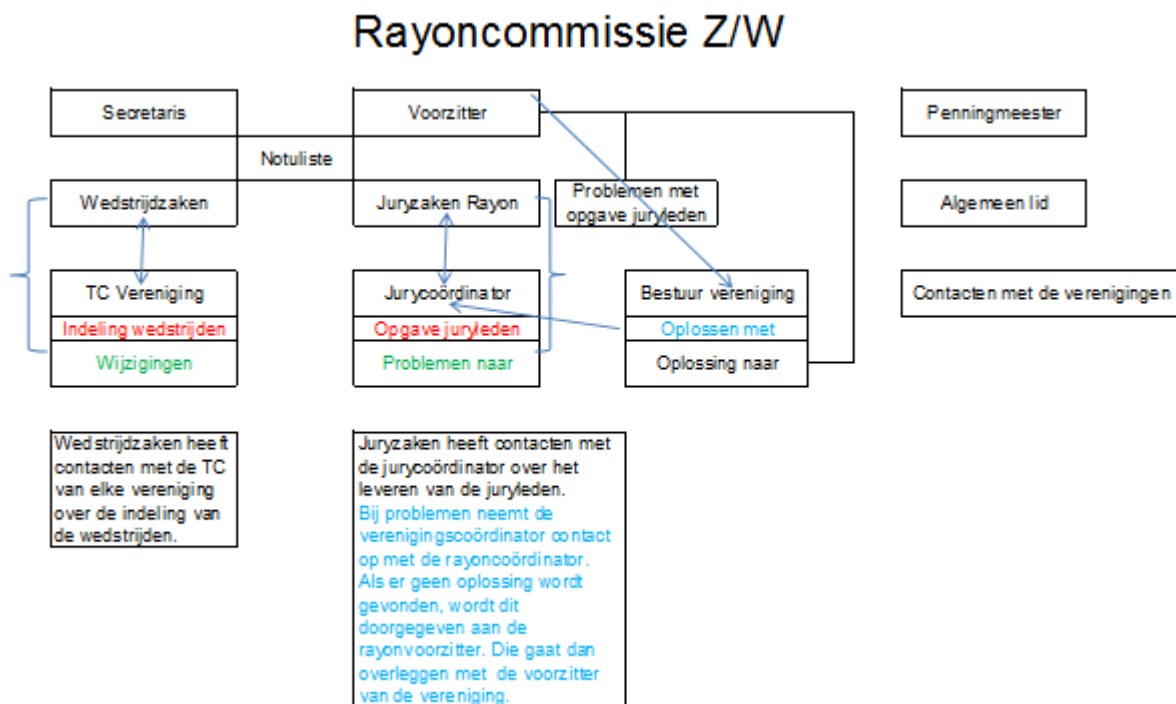 Rayoncommissie Z/W
Secretaris
Voorzitter
Penningmeester
Notuliste
Wedstrijdzaken
Juryzaken Rayon
Problemen met
opgave juryleden
Algemeen lid
TC Vereniging
Jurycoördinator
Bestuur vereniging
Contacten met de verenigingen
Indeling wedstrijden
Opgave juryleden
Oplossen met
Wijzigingen
Problemen naar
Oplossing naar
Wedstrijdzaken heeft
contacten met de TC
van elke vereniging
over de indeling van
de wedstrijden.
Juryzaken heeft contacten met
de jurycoördinator over het
leveren van de juryleden.
Bij problemen neemt de
verenigingscoördinator contact
op met de rayoncoördinator.
Als er geen oplossing wordt
gevonden, wordt dit
doorgegeven aan de
rayonvoorzitter. Die gaat dan
overleggen met de voorzitter
van de vereniging.